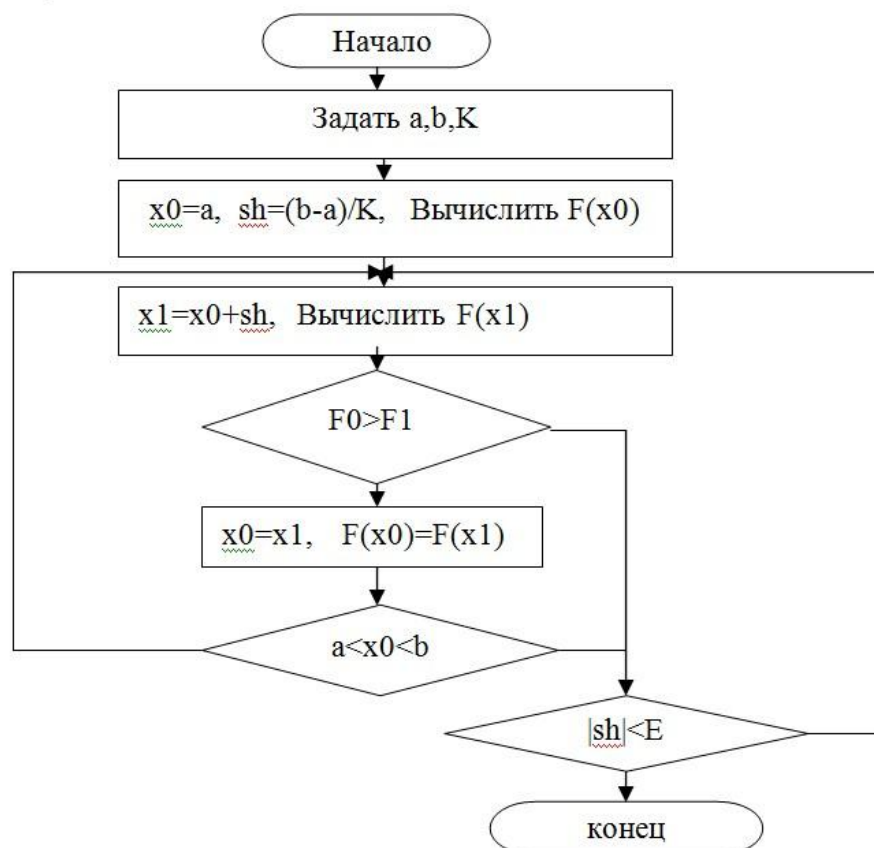 Начало
Задать a,b,K
x0=a, sh=(b-a)/K, Вычислить F(x0)
x1=x0+sh, Вычислить F(x1)
F0>F1
x0=x1, F(x0)=F(x1)
a<x0<b
|sh|<E
конец